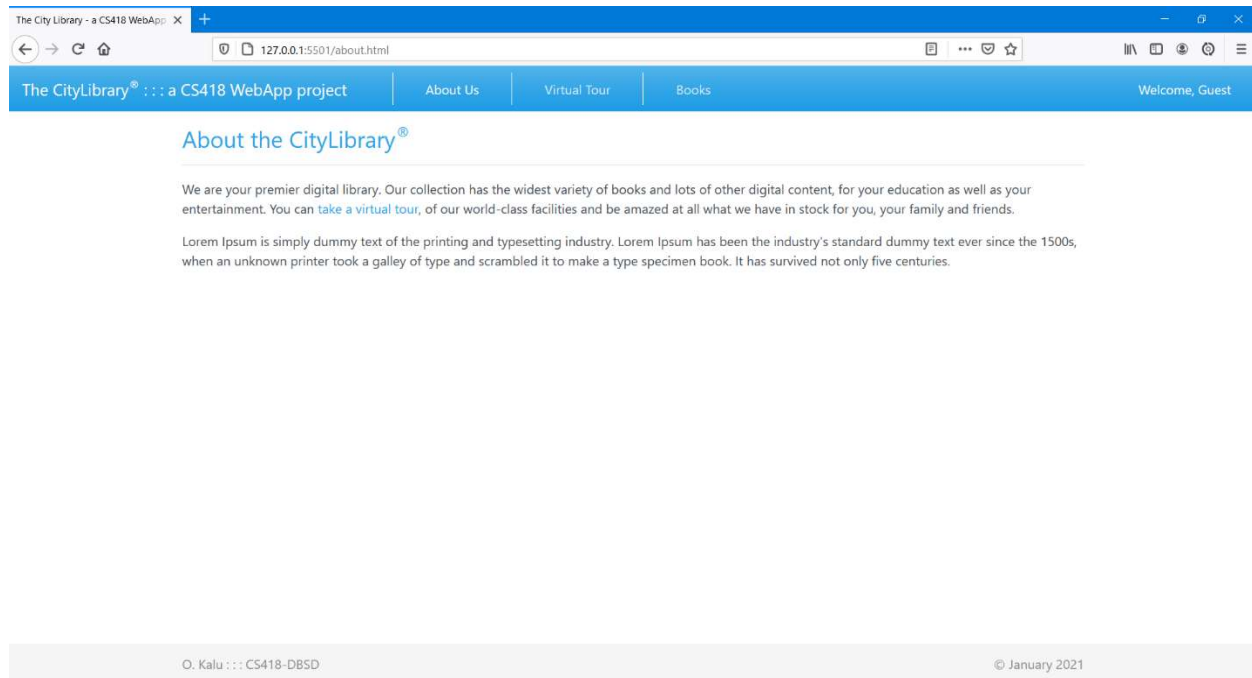 The City Library - a CS418 WebApp
127.0.0.1:5501/about.html
The CityLibrary® : : : a CS418 WebApp project About Us Virtual Tour Books Welcome, Guest
About the CityLibrary®
We are your premier digital library. Our collection has the widest variety of books and lots of other digital content, for your education as well as your
entertainment. You can take a virtual tour, of our world-class facilities and be amazed at all what we have in stock for you, your family and friends.
Lorem Ipsum is simply dummy text of the printing and typesetting industry. Lorem Ipsum has been the industry's standard dummy text ever since the 1500s,
when an unknown printer took a galley of type and scrambled it to make a type specimen book. It has survived not only five centuries.
O. Kalu : : : CS418-DBSD © January 2021